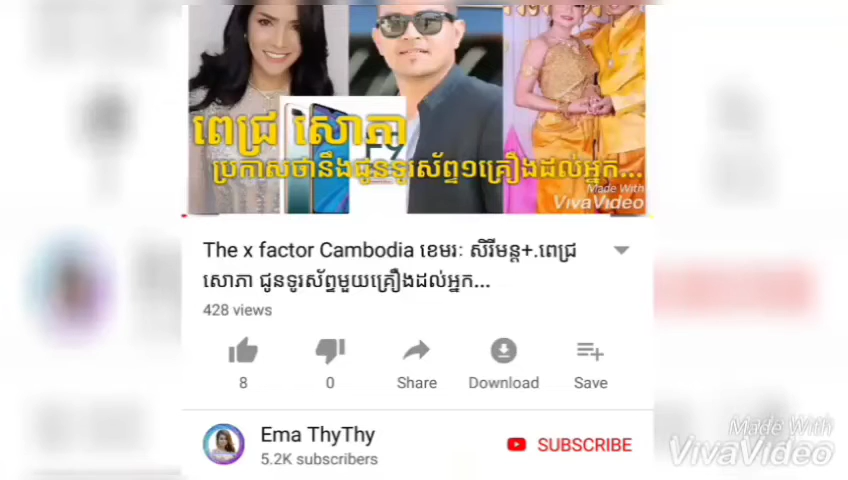 ពេជ្រ សោភា
ប្រកាសថានឹងជូនទូរស័ព្ទ១គ្រឿងដល់អ្នក...
Made With
VivaVideo
The x factor Cambodia ខេមរៈ សិរីមន្ត+.ពេជ្រ
សោភា ជូនទូរស័ព្ទមួយគ្រឿងដល់អ្នក...
428 views
8
0
Share
Download
Save
Ema ThyThy
SUBSCRIBE
5.2K subscribers
Made With
VivaVideo